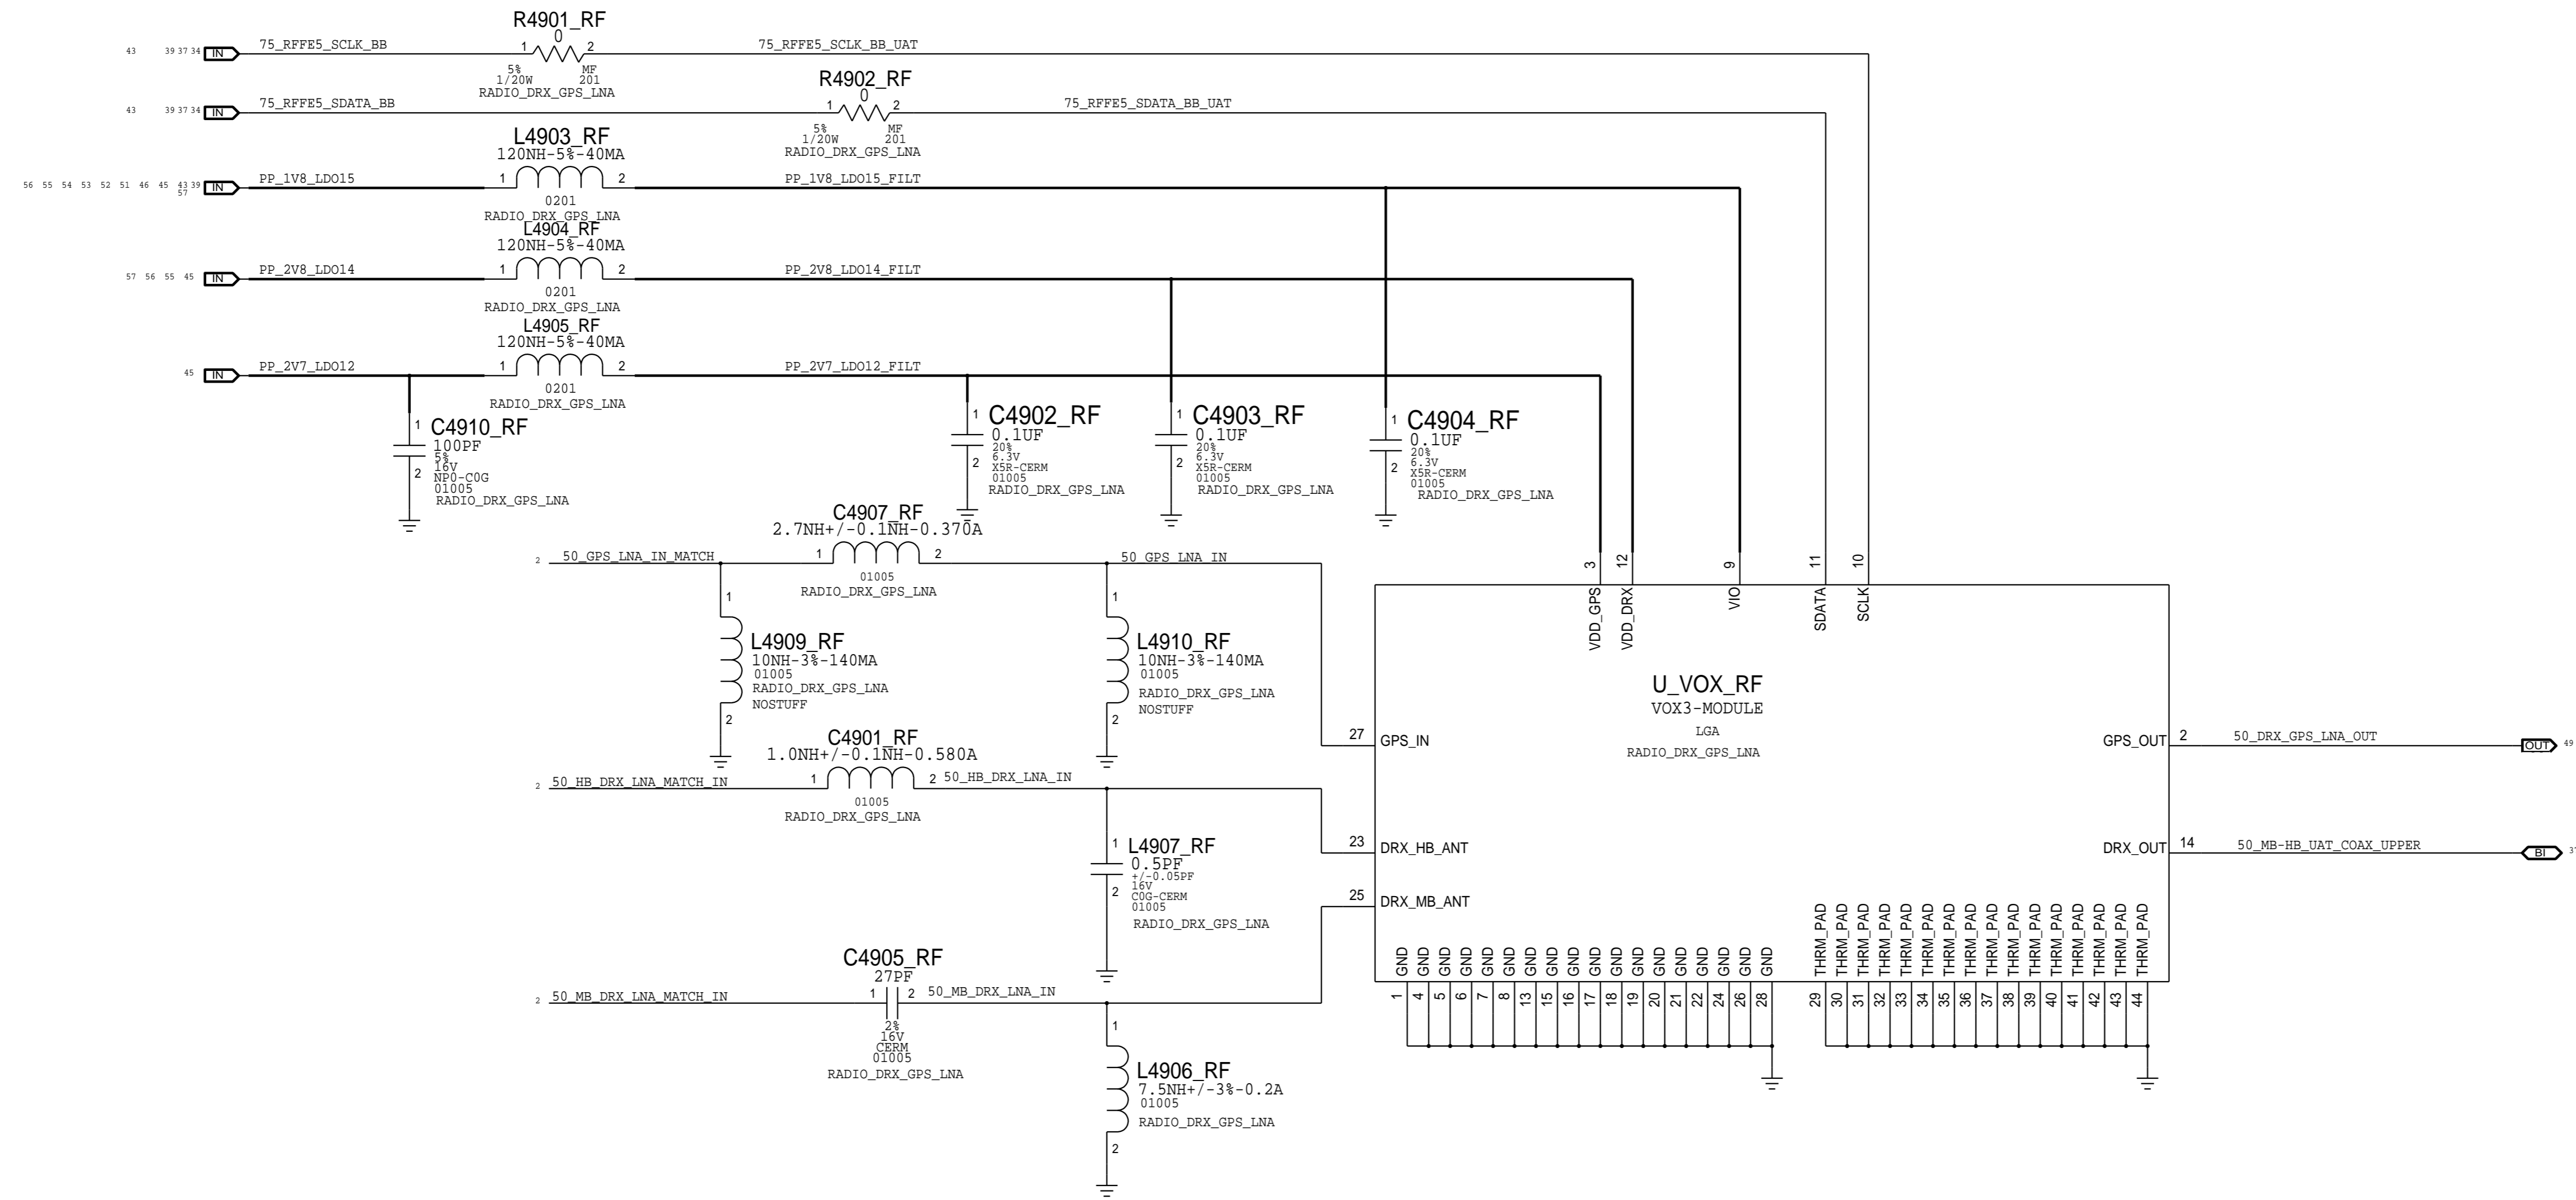 R4901_RF
0
43 39 37 34 IN 75_RFFE5_SCLK_BB 1 2 75_RFFE5_SCLK_BB_UAT
5% MF
1/20W 201
RADIO_DRX_GPS_LNA
R4902_RF
0
43 39 37 34 IN 75_RFFE5_SDATA_BB 1 2 75_RFFE5_SDATA_BB_UAT
5% MF
1/20W 201
RADIO_DRX_GPS_LNA
L4903_RF
120NH-5%-40MA
56 55 54 53 52 51 46 45 43 39 IN PP_1V8_LDO15 1 2 PP_1V8_LDO15_FILT
57
0201
RADIO_DRX_GPS_LNA
L4904_RF
120NH-5%-40MA
57 56 55 45 IN PP_2V8_LDO14 1 2 PP_2V8_LDO14_FILT
0201
RADIO_DRX_GPS_LNA
L4905_RF
120NH-5%-40MA
45 IN PP_2V7_LDO12 1 2 PP_2V7_LDO12_FILT
0201
RADIO_DRX_GPS_LNA
1 C4910_RF
100PF
5%
16V
2 NP0-C0G
01005
RADIO_DRX_GPS_LNA
1 C4902_RF
0.1UF
20%
6.3V
2 X5R-CERM
01005
RADIO_DRX_GPS_LNA
1 C4903_RF
0.1UF
20%
6.3V
2 X5R-CERM
01005
RADIO_DRX_GPS_LNA
1 C4904_RF
0.1UF
20%
6.3V
2 X5R-CERM
01005
RADIO_DRX_GPS_LNA
C4907_RF
2.7NH+/-0.1NH-0.370A
2 50_GPS_LNA_IN_MATCH 1 2 50_GPS_LNA_IN
01005
RADIO_DRX_GPS_LNA
1
L4909_RF
10NH-3%-140MA
01005
RADIO_DRX_GPS_LNA
NOSTUFF
2
1
L4910_RF
10NH-3%-140MA
01005
RADIO_DRX_GPS_LNA
NOSTUFF
2
C4901_RF
1.0NH+/-0.1NH-0.580A
2 50_HB_DRX_LNA_MATCH_IN 1 2 50_HB_DRX_LNA_IN
01005
RADIO_DRX_GPS_LNA
1 L4907_RF
0.5PF
+/-0.05PF
16V
2 C0G-CERM
01005
RADIO_DRX_GPS_LNA
C4905_RF
27PF
2 50_MB_DRX_LNA_MATCH_IN 1 2 50_MB_DRX_LNA_IN
2%
16V
CERM
01005
RADIO_DRX_GPS_LNA
1
L4906_RF
7.5NH+/-3%-0.2A
01005
RADIO_DRX_GPS_LNA
2
3 12 9 11 10
VDD_GPS VDD_DRX VIO SDATA SCLK
U_VOX_RF
VOX3-MODULE
LGA
RADIO_DRX_GPS_LNA
27 GPS_IN
23 DRX_HB_ANT
25 DRX_MB_ANT
GPS_OUT 2 50_DRX_GPS_LNA_OUT OUT 49
DRX_OUT 14 50_MB-HB_UAT_COAX_UPPER BI
GND GND GND GND GND GND GND GND GND GND GND GND GND GND GND GND GND GND
1 4 5 6 7 8 13 15 16 17 18 19 20 21 22 24 26 28
THRM_PAD THRM_PAD THRM_PAD THRM_PAD THRM_PAD THRM_PAD THRM_PAD THRM_PAD THRM_PAD THRM_PAD THRM_PAD THRM_PAD THRM_PAD THRM_PAD THRM_PAD THRM_PAD
29 30 31 32 33 34 35 36 37 38 39 40 41 42 43 44